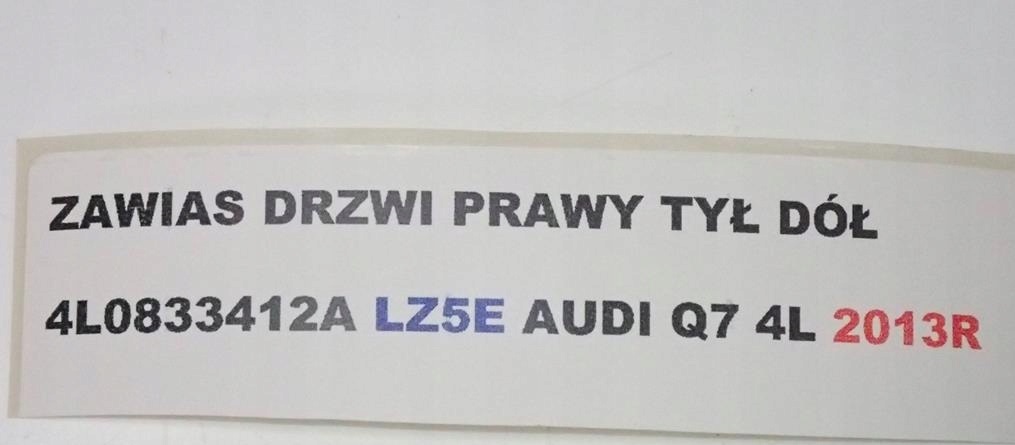 ZAWIAS DRZWI PRAWY TYŁ DÓŁ
4L0833412A LZ5E AUDI Q7 4L 2013R